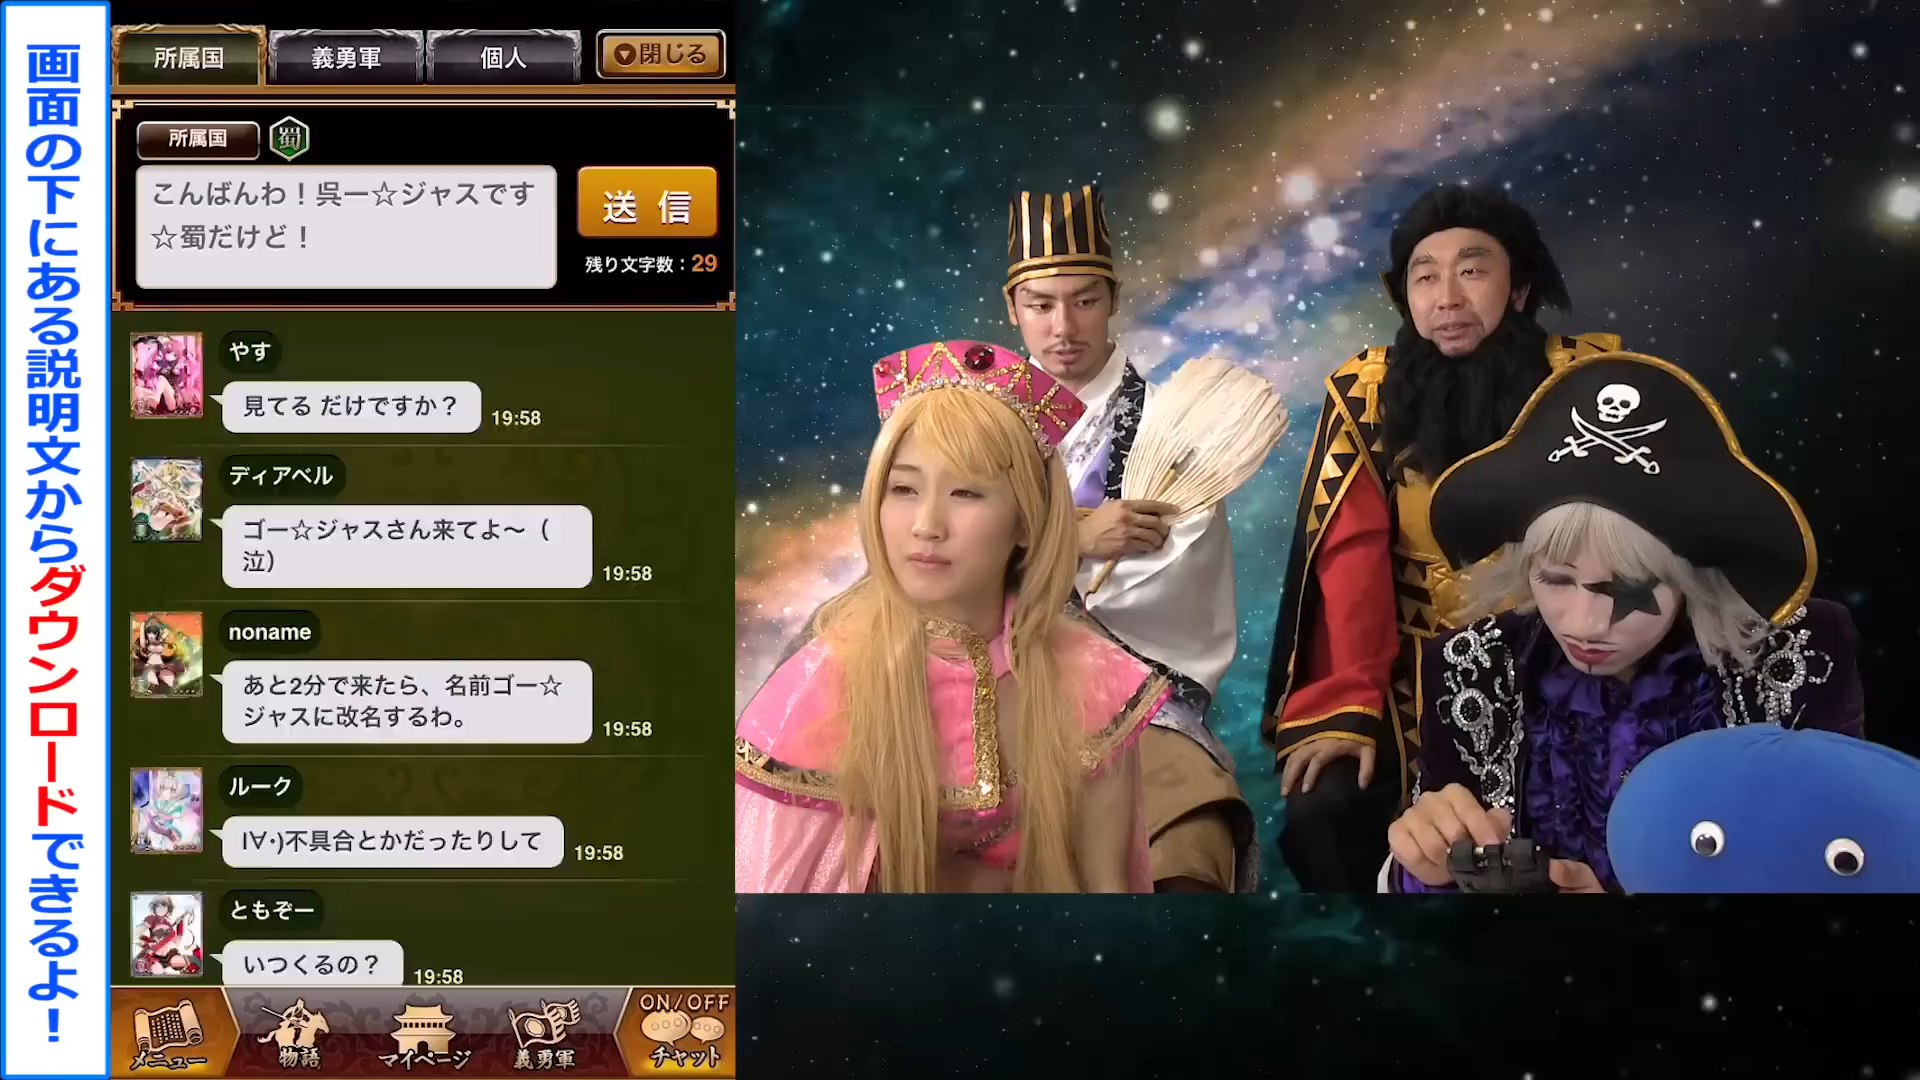 画面の下にある説明文からダウンロードできるよ!
所属国
義勇軍
個人
閉じる
所属国
蜀
こんばんわ!呉一☆ジャスです
☆蜀だけど!
送信
残り文字数:29
やす
見てる だけですか?
19:58
ディアベル
ゴー☆ジャスさん来てよ〜(
泣)
19:58
noname
あと2分で来たら、名前ゴー☆
ジャスに改名するわ。
19:58
ルーク
I∀･)不具合とかだったりして
19:58
ともぞー
いつくるの?
19:58
メニュー
物語
マイページ
義勇軍
ON/OFF
チャット